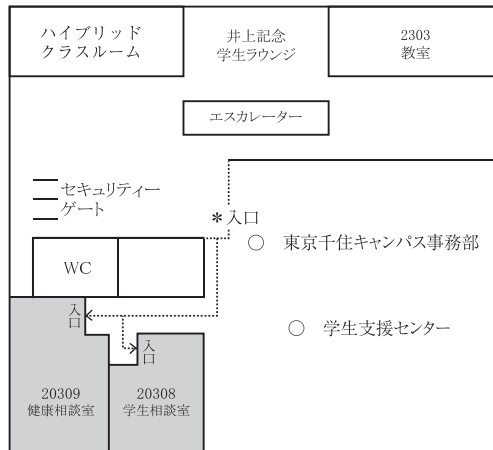 ハイブリッド
クラスルーム
井上記念
学生ラウンジ
2303
教室
エスカレーター
セキュリティー
ゲート
*入口
○ 東京千住キャンパス事務部
WC
入口
○ 学生支援センター
入口
20309
健康相談室
20308
学生相談室